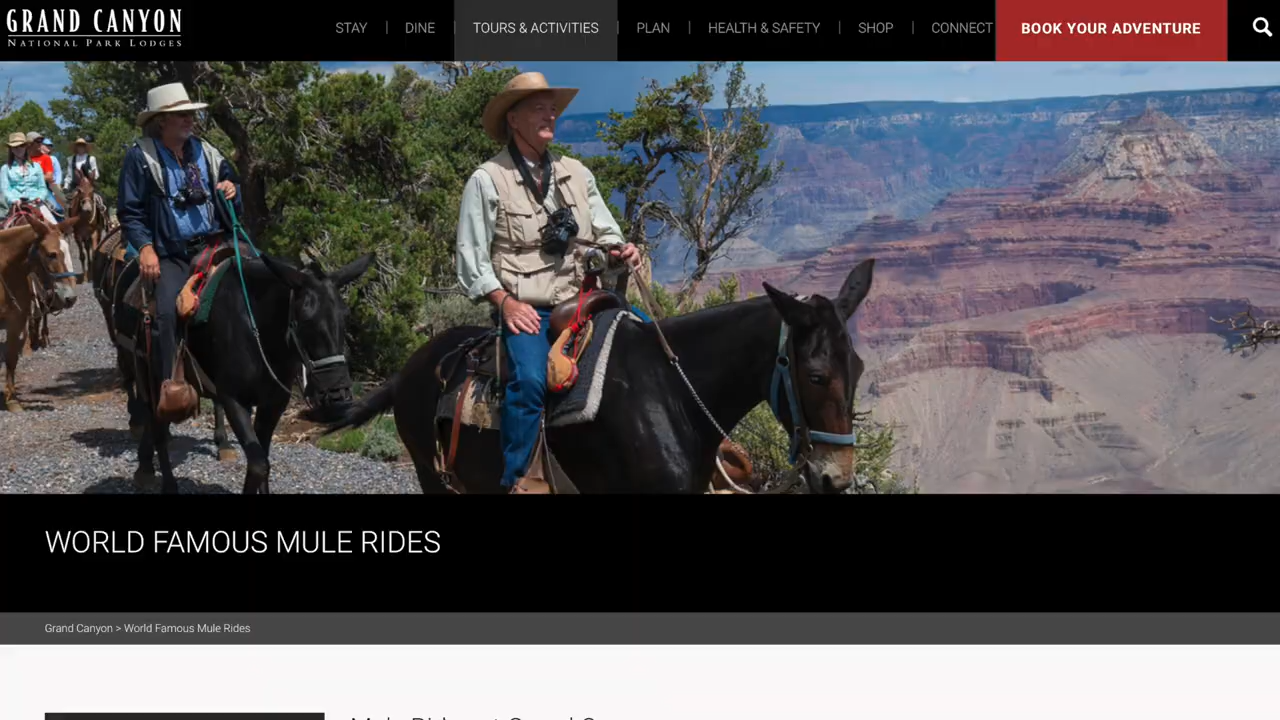 GRAND CANYON
NATIONAL PARK LODGES
STAY | DINE | TOURS & ACTIVITIES | PLAN | HEALTH & SAFETY | SHOP | CONNECT
BOOK YOUR ADVENTURE
WORLD FAMOUS MULE RIDES
Grand Canyon > World Famous Mule Rides